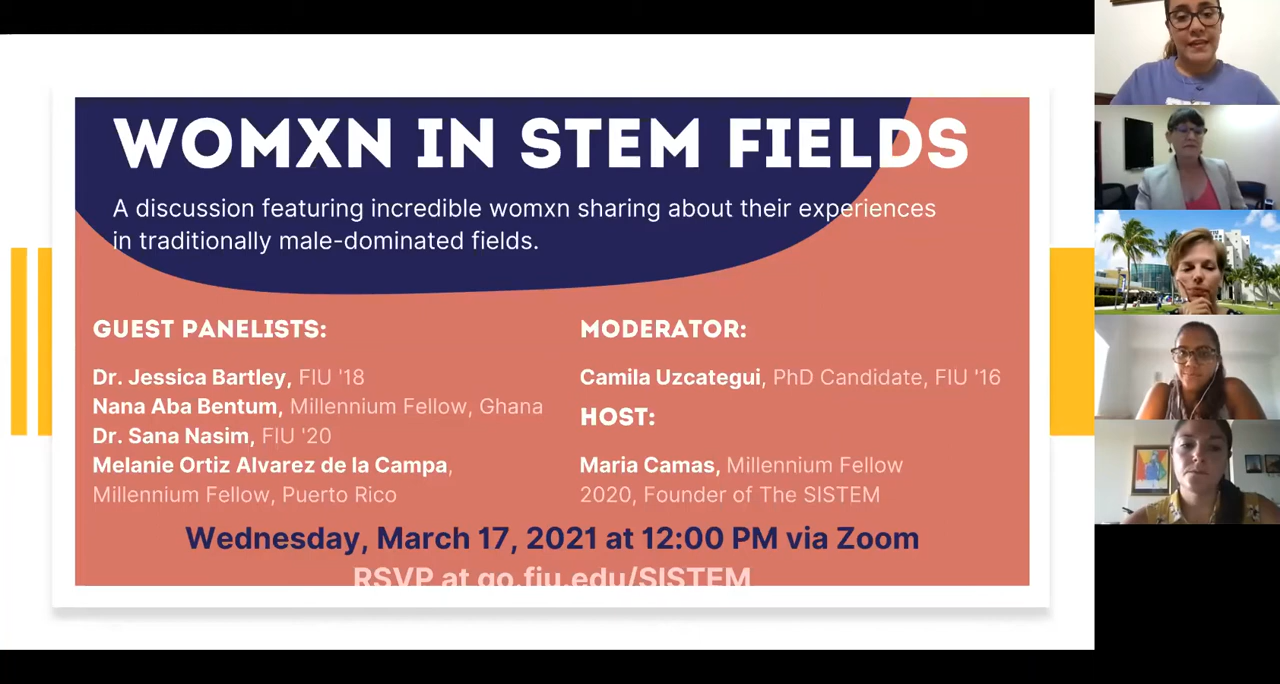 WOMXN IN STEM FIELDS
A discussion featuring incredible womxn sharing about their experiences
in traditionally male-dominated fields.
GUEST PANELISTS:
Dr. Jessica Bartley, FIU '18
Nana Aba Bentum, Millennium Fellow, Ghana
Dr. Sana Nasim, FIU '20
Melanie Ortiz Alvarez de la Campa,
Millennium Fellow, Puerto Rico
MODERATOR:
Camila Uzcategui, PhD Candidate, FIU '16
HOST:
Maria Camas, Millennium Fellow
2020, Founder of The SISTEM
Wednesday, March 17, 2021 at 12:00 PM via Zoom
RSVP at go.fiu.edu/SISTEM